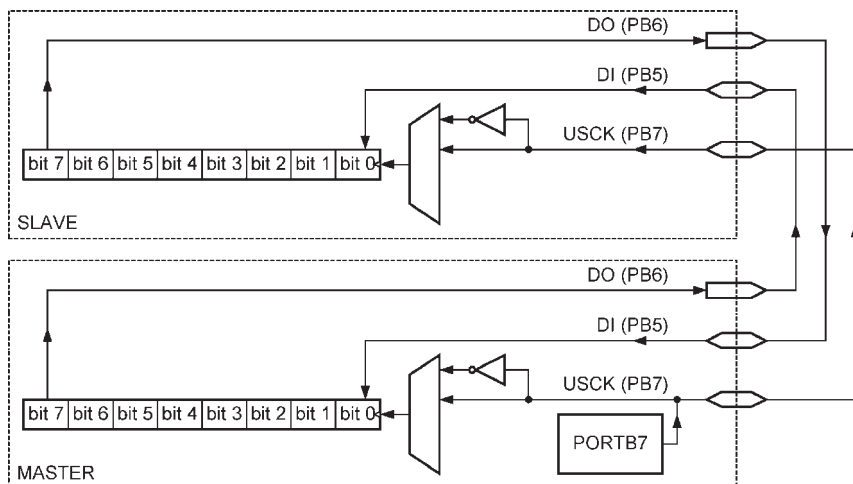 DO (PB6)
DI (PB5)
USCK (PB7)
bit 7 bit 6 bit 5 bit 4 bit 3 bit 2 bit 1 bit 0
SLAVE
DO (PB6)
DI (PB5)
USCK (PB7)
bit 7 bit 6 bit 5 bit 4 bit 3 bit 2 bit 1 bit 0
PORTB7
MASTER